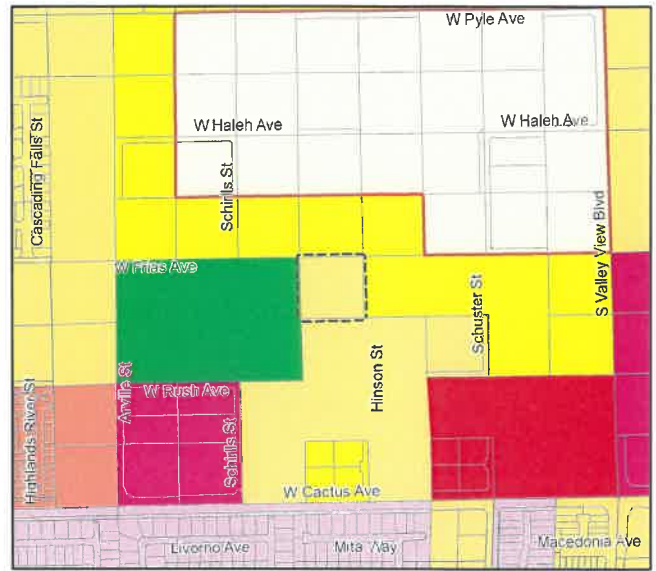 W Pyle Ave
W Haleh Ave
W Haleh Ave
Cascading Falls St
Schirlls St
S Valley View Blvd
W Frias Ave
Schuster St
Hinson St
Arville St
W Rush Ave
Highlands River St
Schirlls St
W Cactus Ave
Livorno Ave
Mita Way
Macedonia Ave